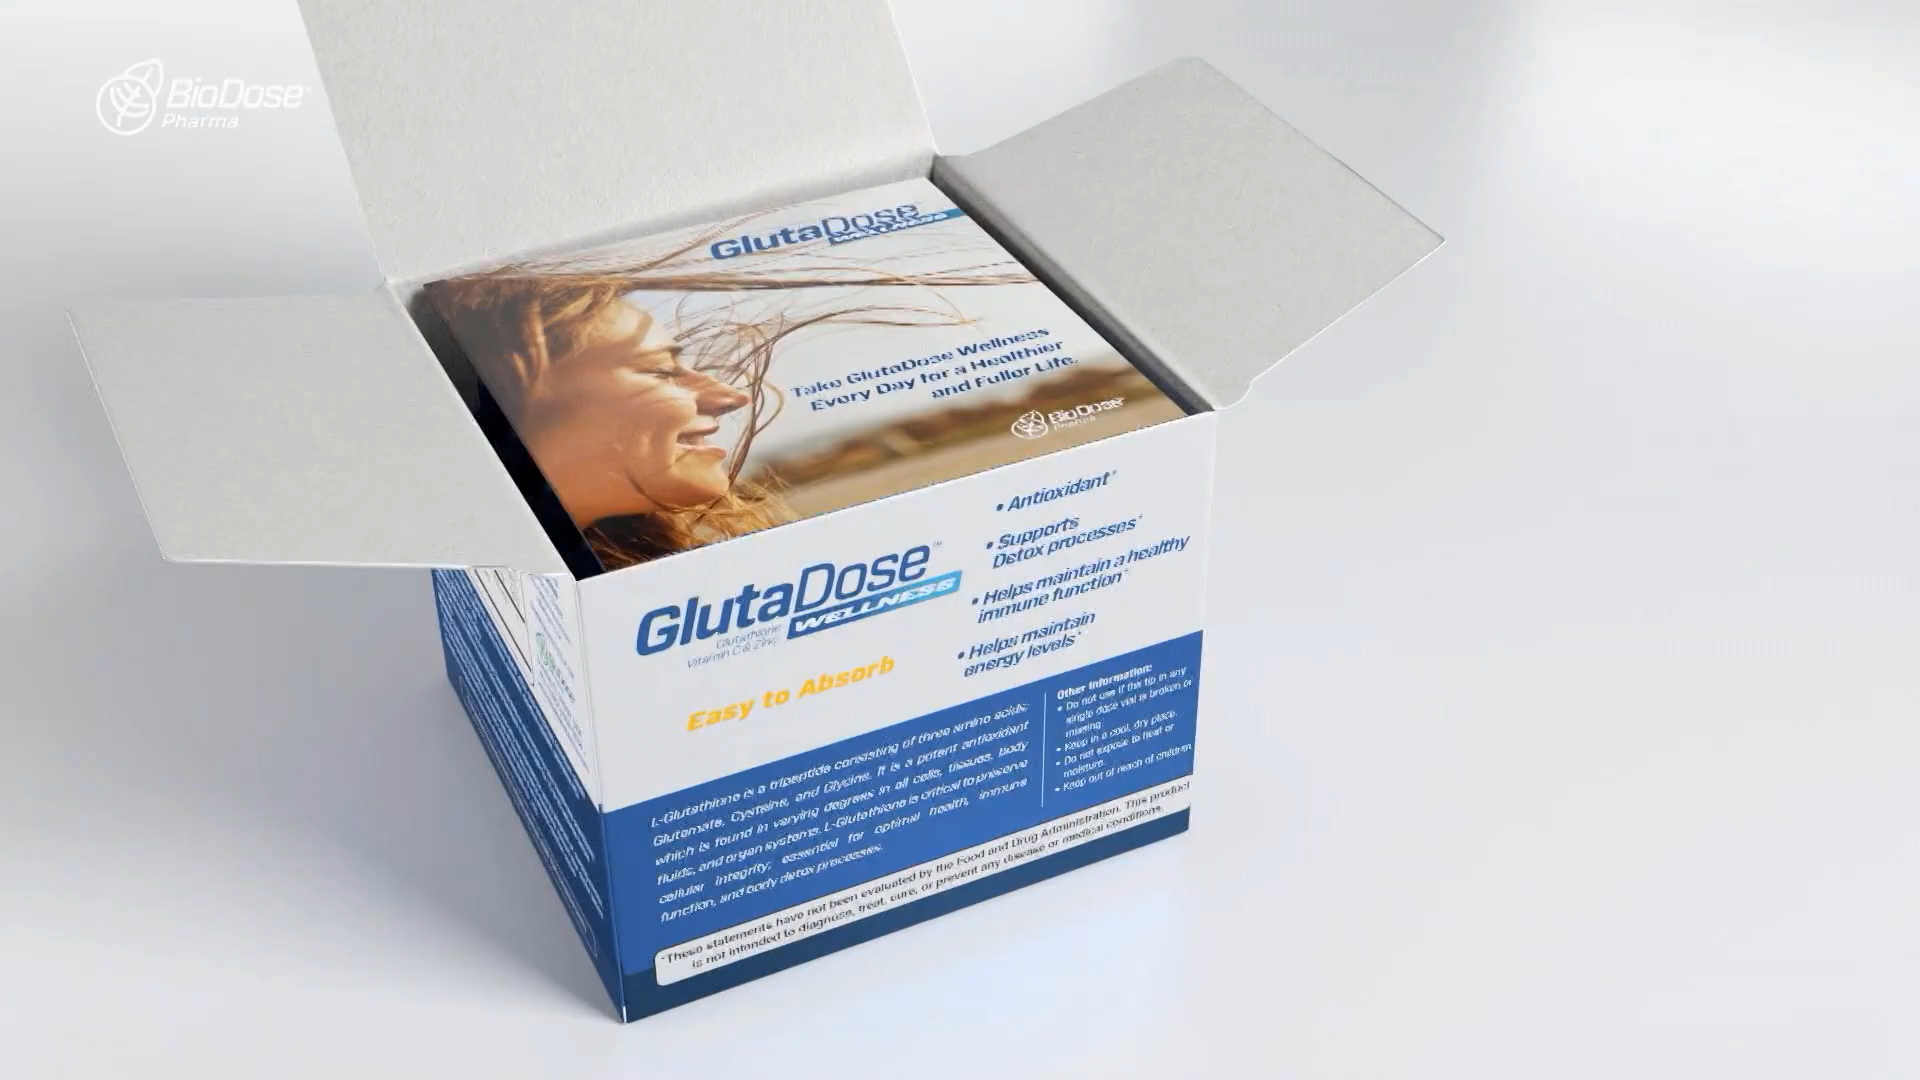 BioDose
Pharma
GlutaDose™
WELLNESS
Take GlutaDose Wellness
Every Day for a Healthier
and Fuller Life.
BioDose
Pharma
GlutaDose™
WELLNESS
Glutathione
Vitamin C & Zinc
Easy to Absorb
• Antioxidant*
• Supports
Detox processes*
• Helps maintain a healthy
immune function*
• Helps maintain
energy levels*
L-Glutathione is a tripeptide consisting of three amino acids:
Glutamate, Cysteine, and Glycine. It is a potent antioxidant
which is found in varying degrees in all cells, tissues, body
fluids, and organ systems. L-Glutathione is critical to preserve
cellular integrity; essential for optimal health, immune
function, and body detox processes.
Other Information:
• Do not use if the tip in any
single dose vial is broken or
missing
• Keep in a cool, dry place.
• Do not expose to heat or
moisture.
• Keep out of reach of children
*These statements have not been evaluated by the Food and Drug Administration. This product
is not intended to diagnose, treat, cure, or prevent any disease or medical conditions.